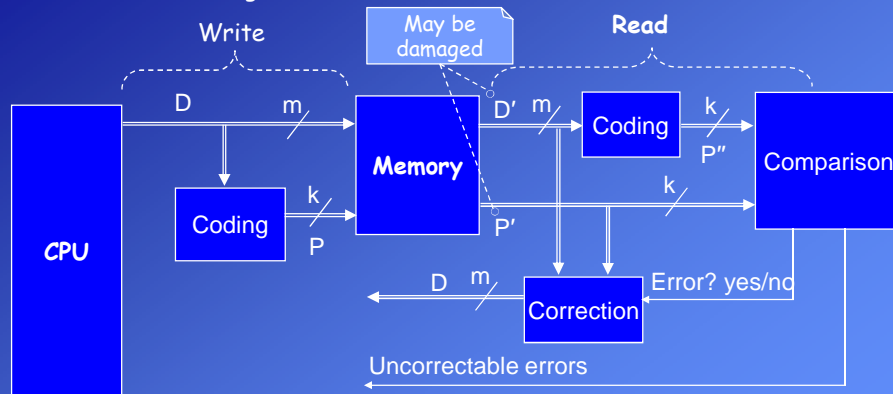 Write
May be
damaged
Read
D
m
D′
m
Coding
k
P″
Comparison
Memory
k
Coding
k
P
P′
CPU
D
m
Correction
Error? yes/no
Uncorrectable errors